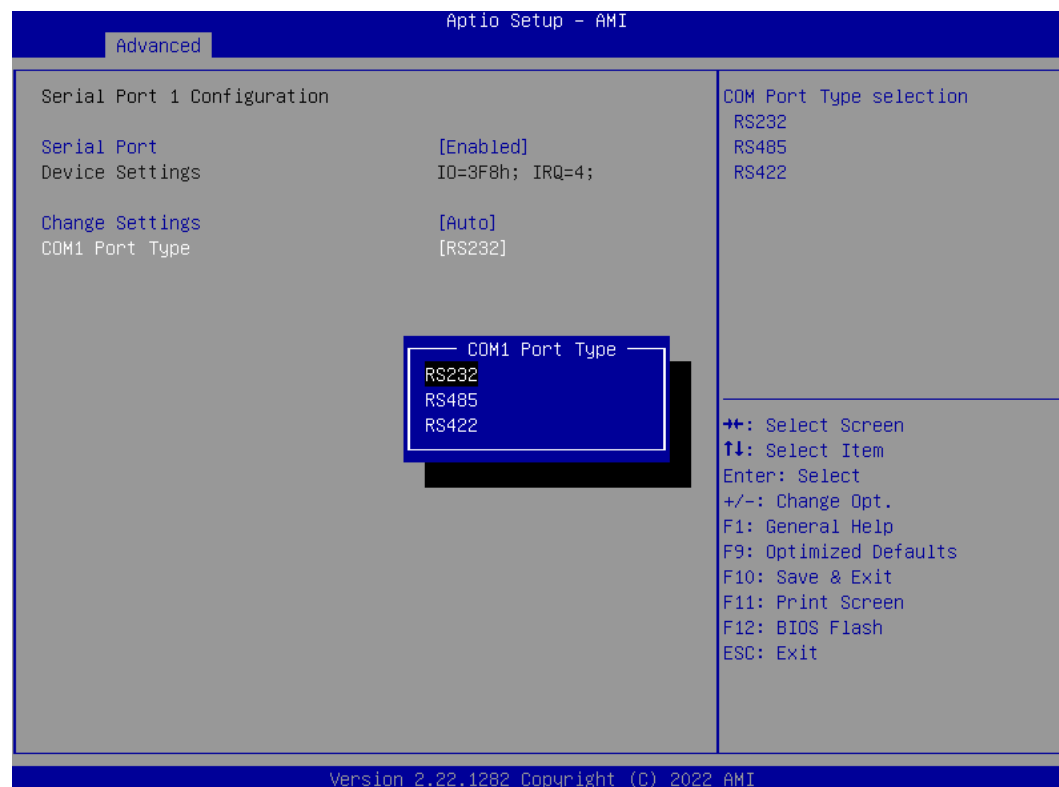 Aptio Setup – AMI
Advanced
Serial Port 1 Configuration
Serial Port [Enabled]
Device Settings IO=3F8h; IRQ=4;
Change Settings [Auto]
COM1 Port Type [RS232]
COM1 Port Type
RS232
RS485
RS422
COM Port Type selection
RS232
RS485
RS422
→←: Select Screen
↑↓: Select Item
Enter: Select
+/-: Change Opt.
F1: General Help
F9: Optimized Defaults
F10: Save & Exit
F11: Print Screen
F12: BIOS Flash
ESC: Exit
Version 2.22.1282 Copyright (C) 2022 AMI